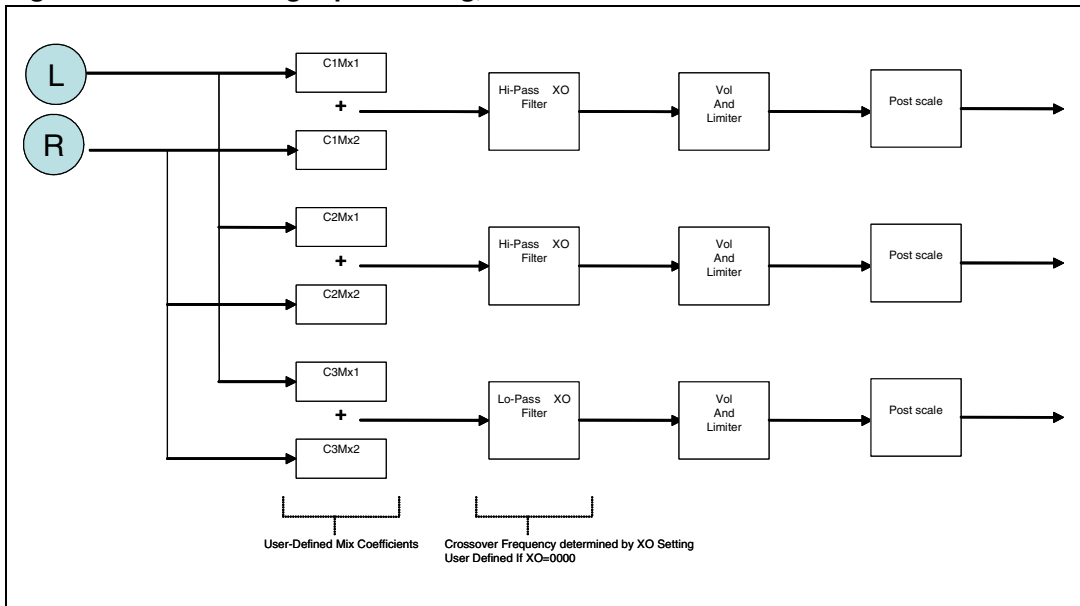 L
R
C1Mx1
+
C1Mx2
Hi-Pass XO
Filter
Vol
And
Limiter
Post scale
C2Mx1
+
C2Mx2
Hi-Pass XO
Filter
Vol
And
Limiter
Post scale
C3Mx1
+
C3Mx2
Lo-Pass XO
Filter
Vol
And
Limiter
Post scale
User-Defined Mix Coefficients
Crossover Frequency determined by XO Setting
User Defined If XO=0000